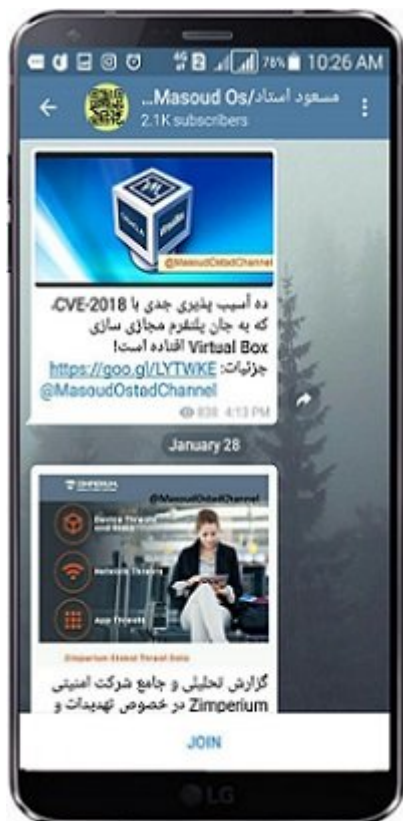 76% 10:26 AM
مسعود استاد/Masoud Os...
2.1K subscribers
ORACLE
VirtualBox
@MasoudOstadChannel
ده آسیب پذیری جدی با CVE-2018،
که به جان پلتفرم مجازی سازی
Virtual Box افتاده است!
جزئیات: https://goo.gl/LYTWKE
@MasoudOstadChannel
838 4:13 PM
January 28
ZIMPERIUM
@MasoudOstadChannel
Device Threats
and Risks
Network Threats
App Threats
Zimperium Global Threat Data
گزارش تحلیلی و جامع شرکت امنیتی
Zimperium در خصوص تهدیدات و
JOIN
LG